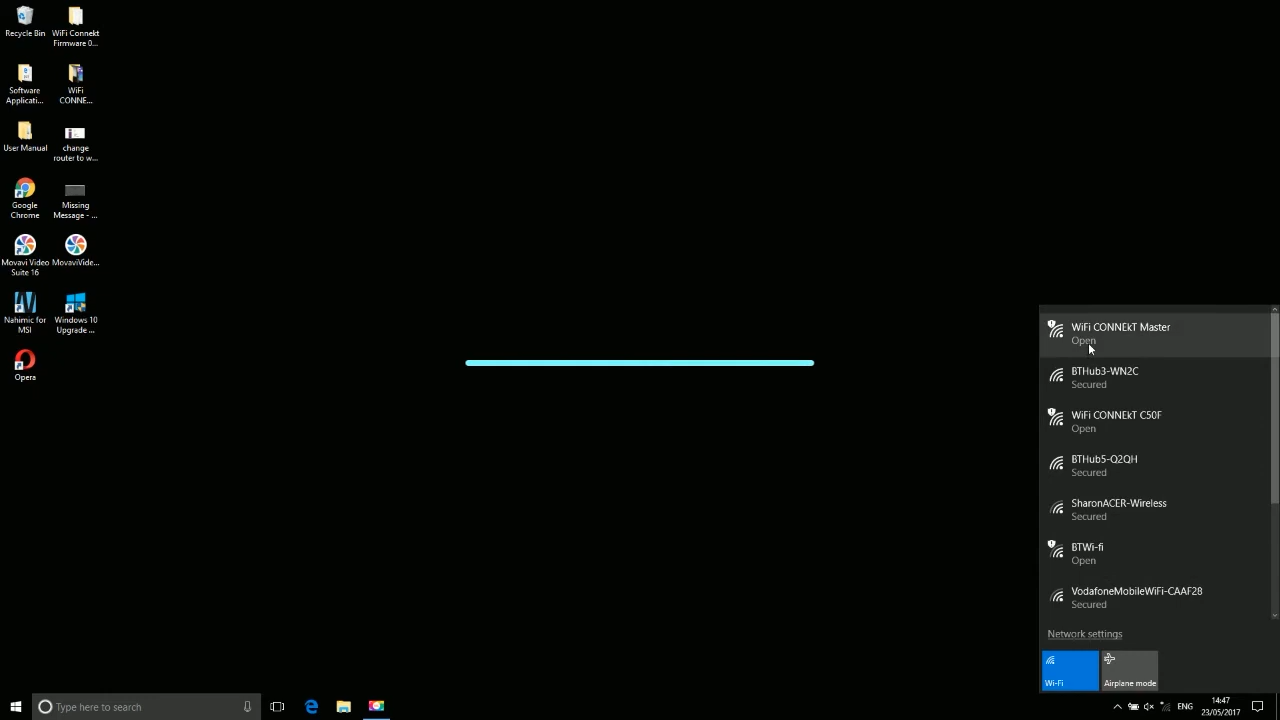 Recycle Bin
WiFi Connekt
Firmware 0...
Software
Applicati...
WiFi
CONNE...
User Manual
change
router to w...
Google
Chrome
Missing
Message - ...
Movavi Video
Suite 16
MovaviVide...
Nahimic for
MSI
Windows 10
Upgrade ...
Opera
WiFi CONNEkT Master
Open
BTHub3-WN2C
Secured
WiFi CONNEkT C50F
Open
BTHub5-Q2QH
Secured
SharonACER-Wireless
Secured
BTWi-fi
Open
VodafoneMobileWiFi-CAAF28
Secured
Network settings
Wi-Fi
Airplane mode
Type here to search
ENG
14:47
23/05/2017